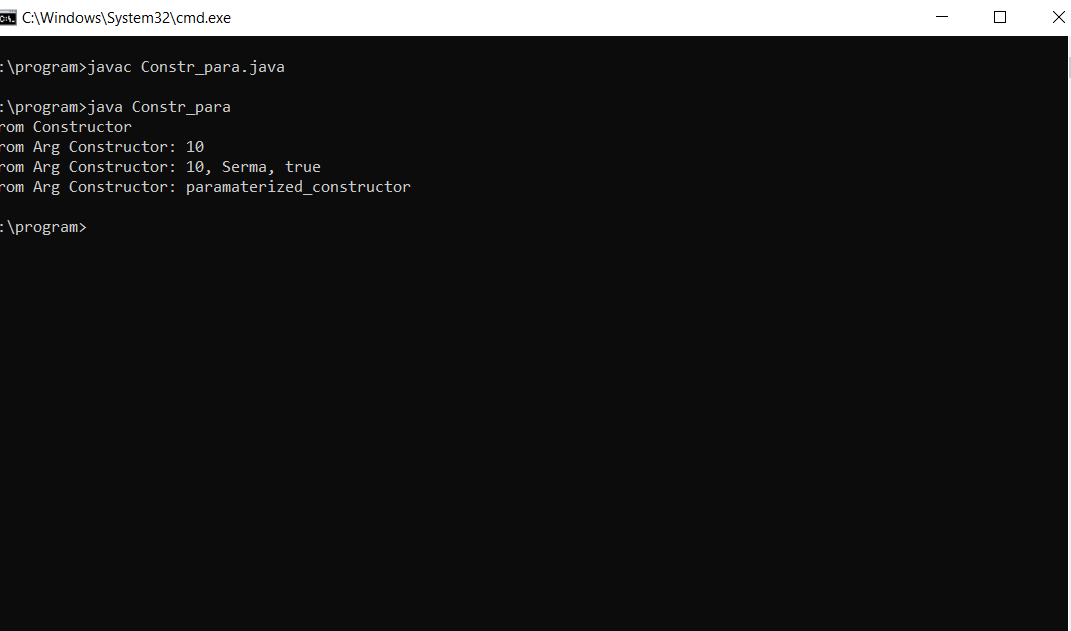 C:\Windows\System32\cmd.exe
:\program>javac Constr_para.java
:\program>java Constr_para
rom Constructor
rom Arg Constructor: 10
rom Arg Constructor: 10, Serma, true
rom Arg Constructor: paramaterized_constructor
:\program>